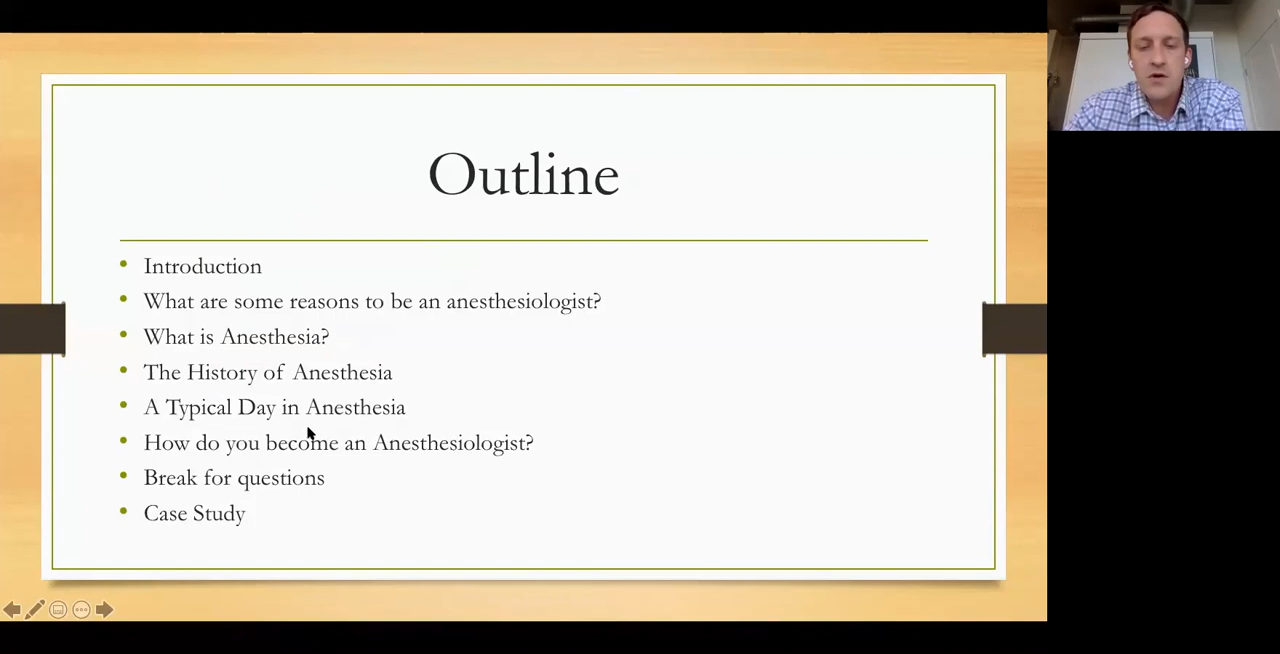 Outline
Introduction
What are some reasons to be an anesthesiologist?
What is Anesthesia?
The History of Anesthesia
A Typical Day in Anesthesia
How do you become an Anesthesiologist?
Break for questions
Case Study